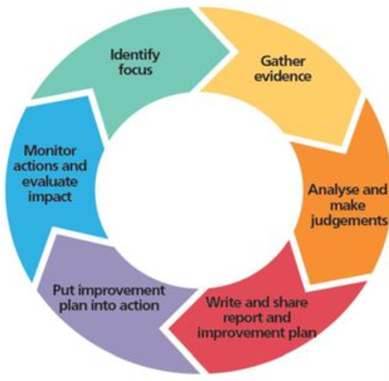 Identify
focus
Gather
evidence
Analyse and
make
judgements
Write and share
report and
improvement plan
Put improvement
plan into action
Monitor
actions and
evaluate
impact